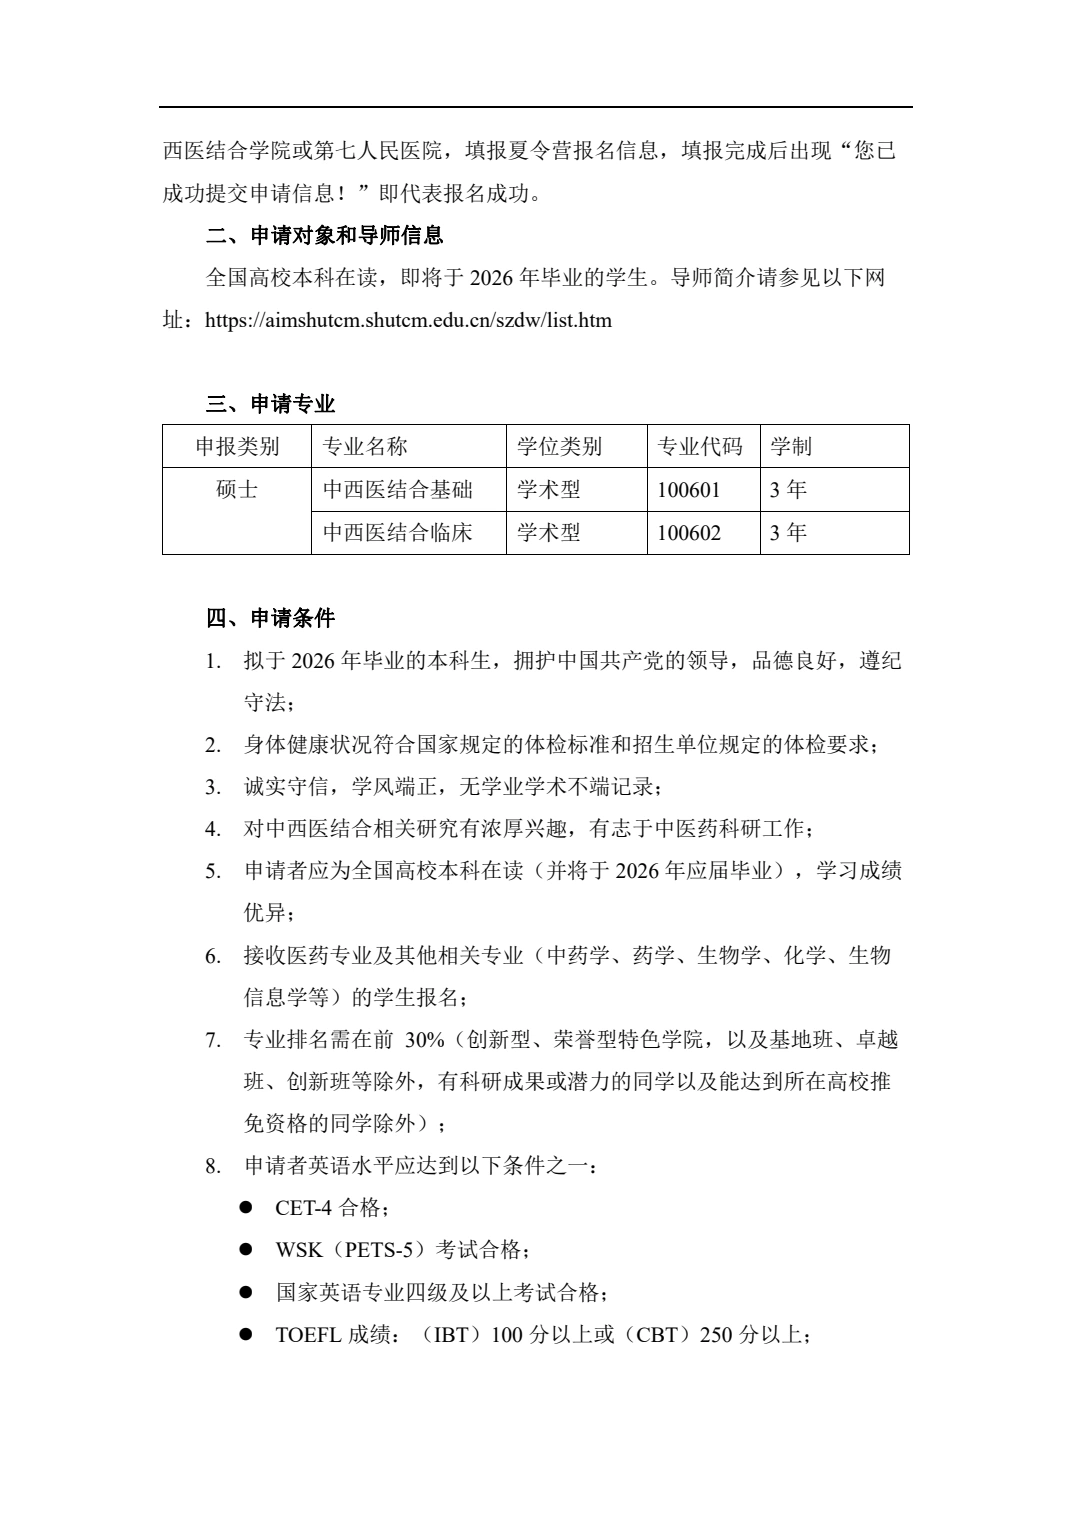 西医结合学院或第七人民医院，填报夏令营报名信息，填报完成后出现“您已
成功提交申请信息！”即代表报名成功。
二、申请对象和导师信息
全国高校本科在读，即将于 2026 年毕业的学生。导师简介请参见以下网
址：https://aimshutcm.shutcm.edu.cn/szdw/list.htm
三、申请专业
申报类别 专业名称 学位类别 专业代码 学制
硕士 中西医结合基础 学术型 100601 3 年
中西医结合临床 学术型 100602 3 年
四、申请条件
1. 拟于 2026 年毕业的本科生，拥护中国共产党的领导，品德良好，遵纪
守法；
2. 身体健康状况符合国家规定的体检标准和招生单位规定的体检要求；
3. 诚实守信，学风端正，无学业学术不端记录；
4. 对中西医结合相关研究有浓厚兴趣，有志于中医药科研工作；
5. 申请者应为全国高校本科在读（并将于 2026 年应届毕业），学习成绩
优异；
6. 接收医药专业及其他相关专业（中药学、药学、生物学、化学、生物
信息学等）的学生报名；
7. 专业排名需在前 30%（创新型、荣誉型特色学院，以及基地班、卓越
班、创新班等除外，有科研成果或潜力的同学以及能达到所在高校推
免资格的同学除外）；
8. 申请者英语水平应达到以下条件之一：
● CET-4 合格；
● WSK（PETS-5）考试合格；
● 国家英语专业四级及以上考试合格；
● TOEFL 成绩：（IBT）100 分以上或（CBT）250 分以上；